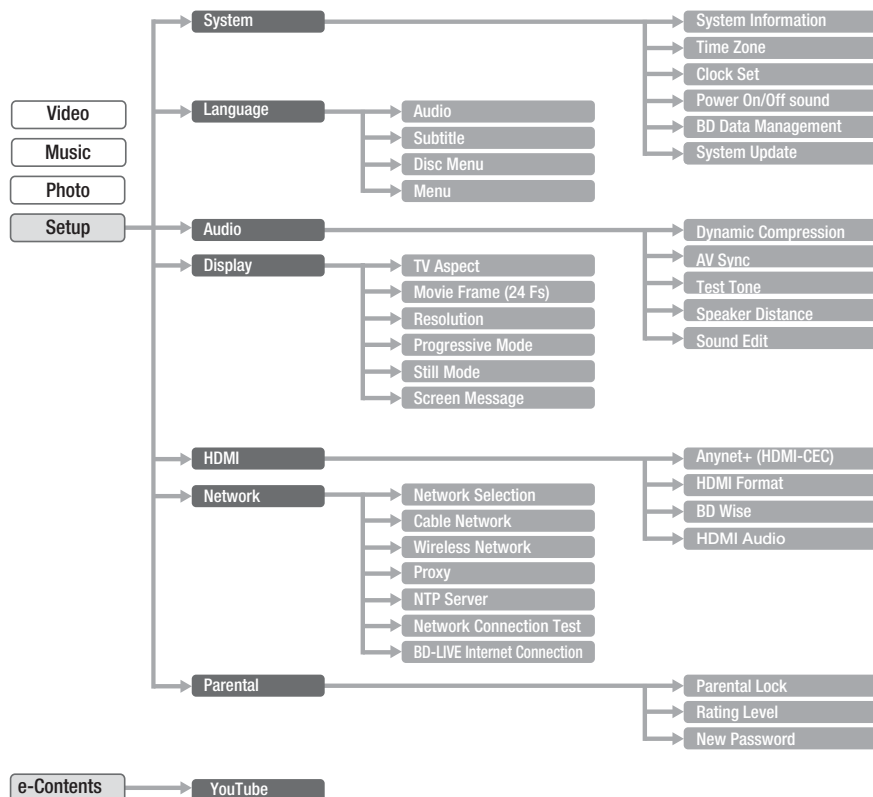 Video
Music
Photo
Setup
System
System Information
Time Zone
Clock Set
Power On/Off sound
BD Data Management
System Update
Language
Audio
Subtitle
Disc Menu
Menu
Audio
Dynamic Compression
AV Sync
Test Tone
Speaker Distance
Sound Edit
Display
TV Aspect
Movie Frame (24 Fs)
Resolution
Progressive Mode
Still Mode
Screen Message
HDMI
Anynet+ (HDMI-CEC)
HDMI Format
BD Wise
HDMI Audio
Network
Network Selection
Cable Network
Wireless Network
Proxy
NTP Server
Network Connection Test
BD-LIVE Internet Connection
Parental
Parental Lock
Rating Level
New Password
e-Contents
YouTube